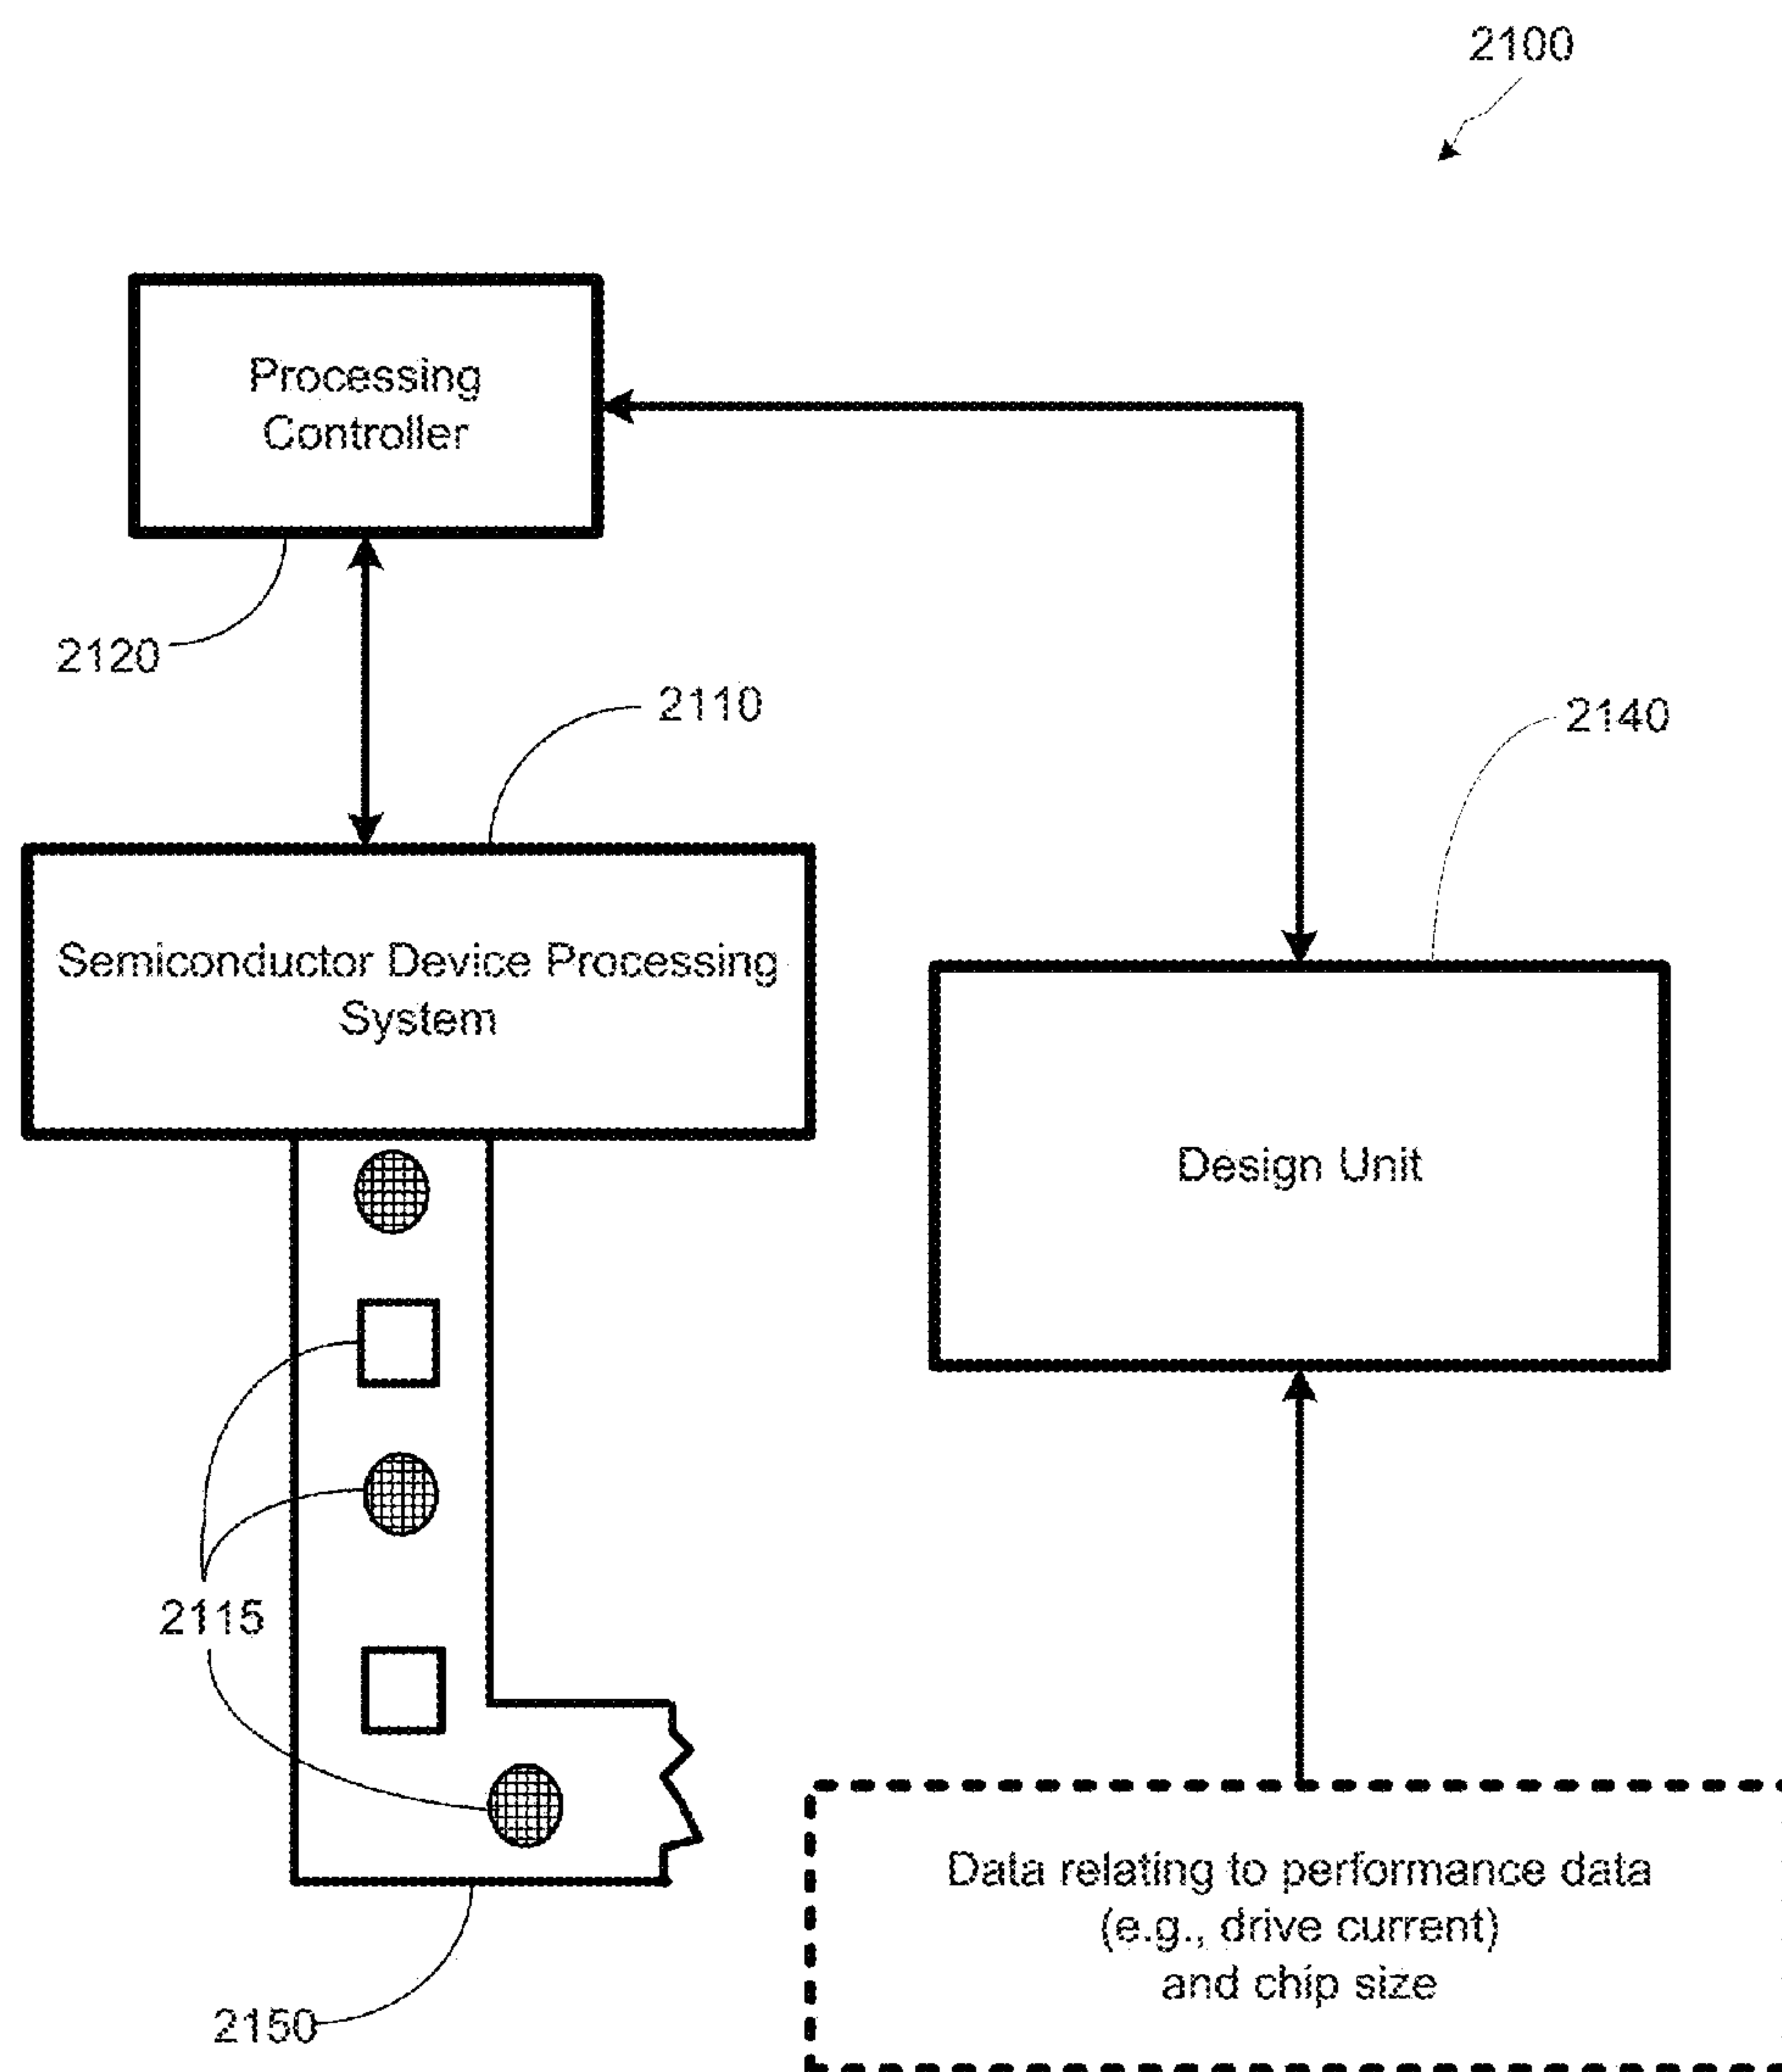 2100
Processing
Controller
2120
2110
2140
Semiconductor Device Processing
System
Design Unit
2115
Data relating to performance data
(e.g., drive current)
and chip size
2150